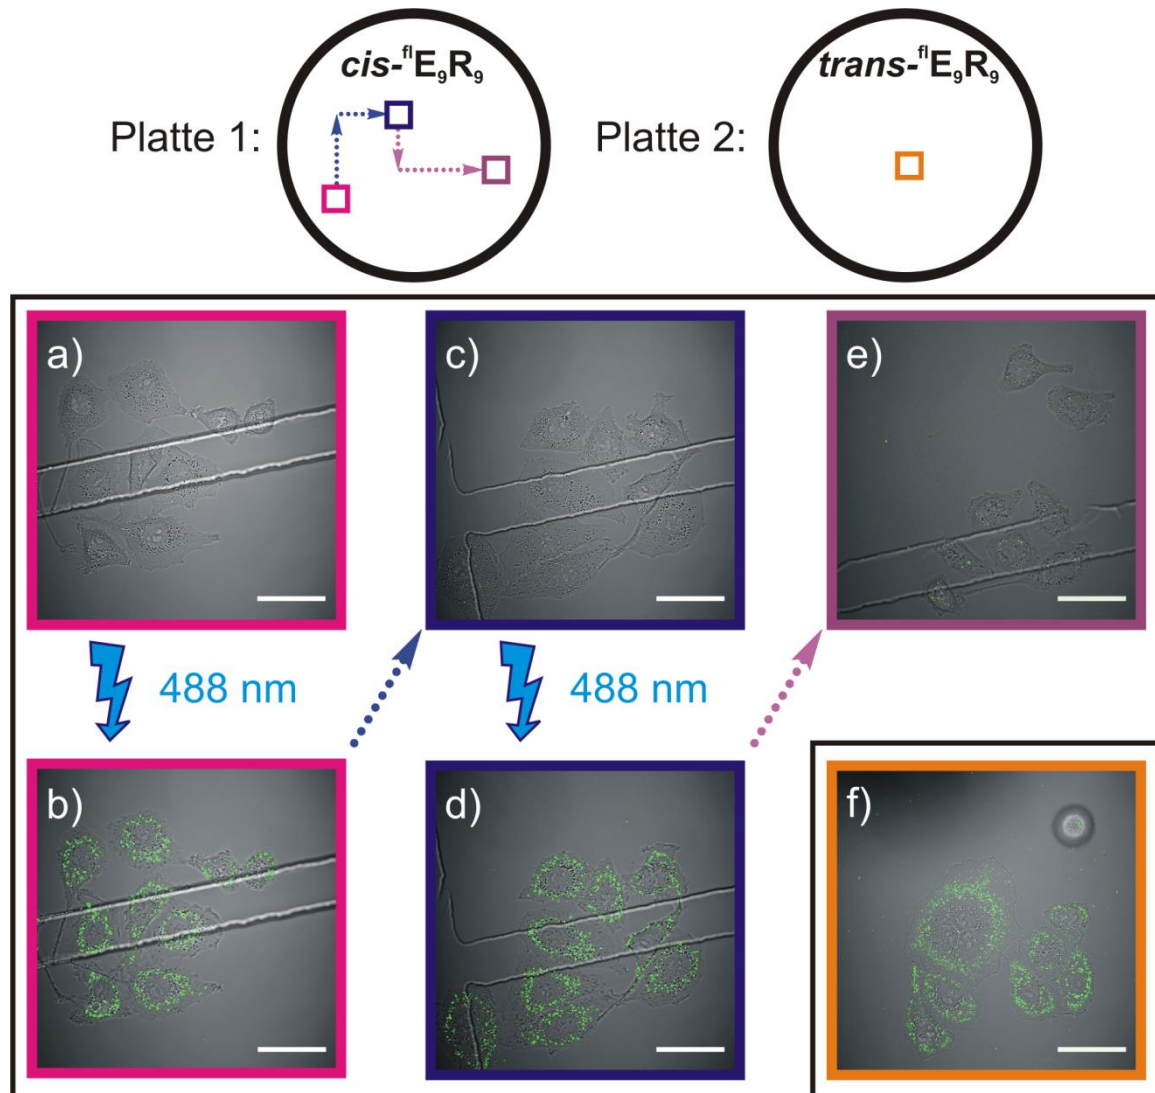 cis-ᶠˡE₉R₉
trans-ᶠˡE₉R₉
Platte 1:
Platte 2:
a)
c)
e)
488 nm
488 nm
b)
d)
f)